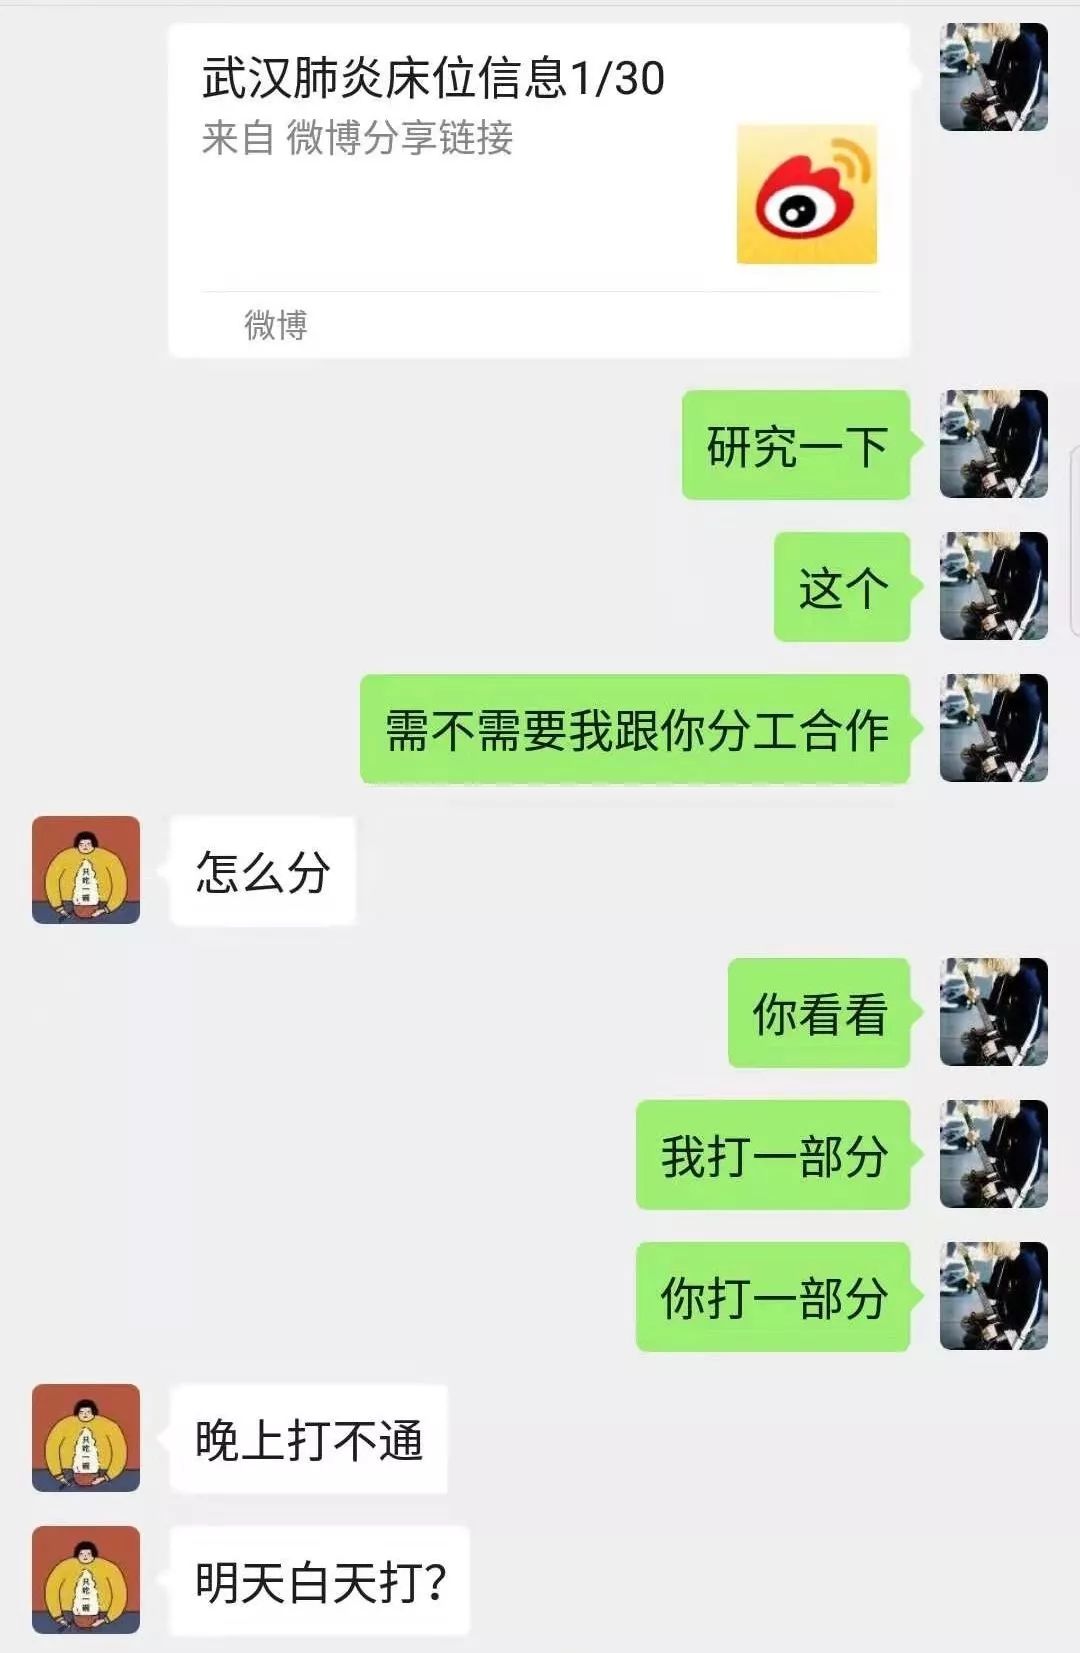 武汉肺炎床位信息1/30
来自 微博分享链接
微博
研究一下
这个
需不需要我跟你分工合作
怎么分
你看看
我打一部分
你打一部分
晚上打不通
明天白天打?